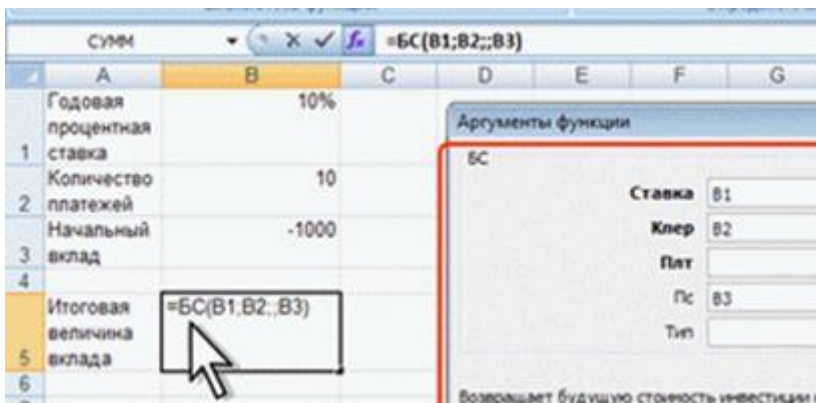 СУММ =БС(B1;B2;;B3)
A B C D E F G
Годовая 10%
процентная
1 ставка
Количество 10
2 платежей
Начальный -1000
3 вклад
4
Итоговая =БС(B1;B2;;B3)
величина
5 вклада
6
Аргументы функции
БС
Ставка B1
Кпер B2
Плт
Пс B3
Тип
Возвращает будущую стоимость инвестиции